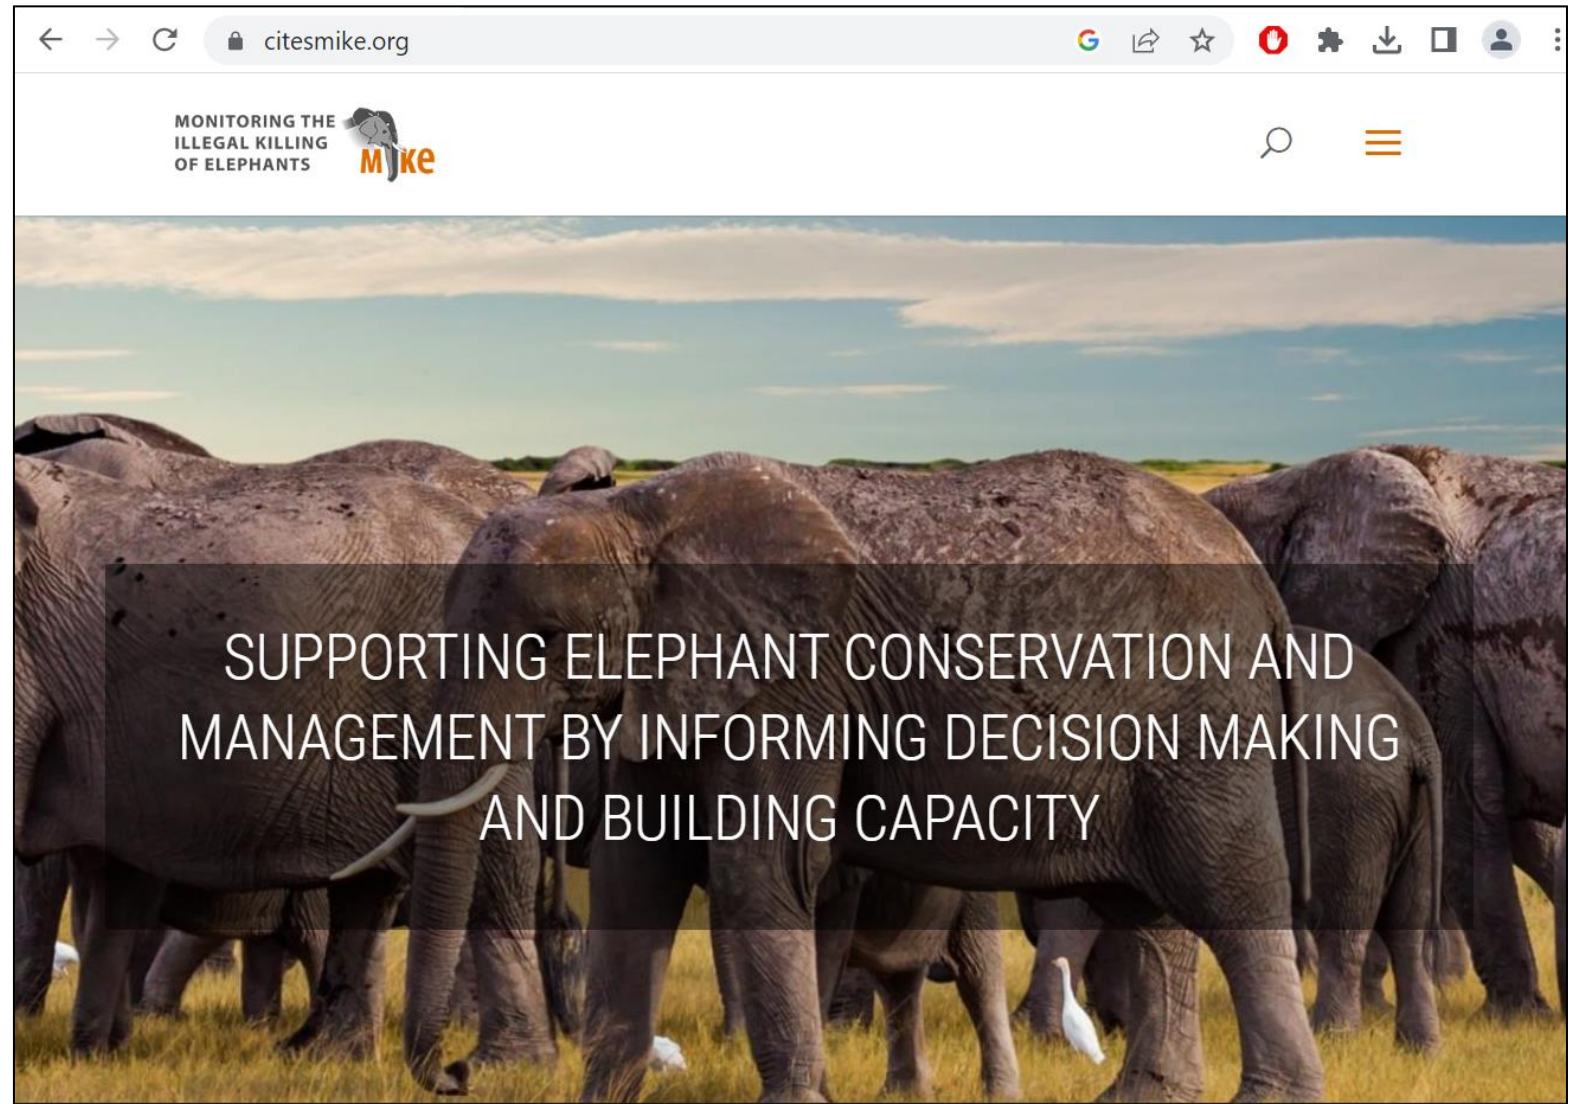 citesmike.org
MONITORING THE
ILLEGAL KILLING
OF ELEPHANTS
MIKE
SUPPORTING ELEPHANT CONSERVATION AND
MANAGEMENT BY INFORMING DECISION MAKING
AND BUILDING CAPACITY